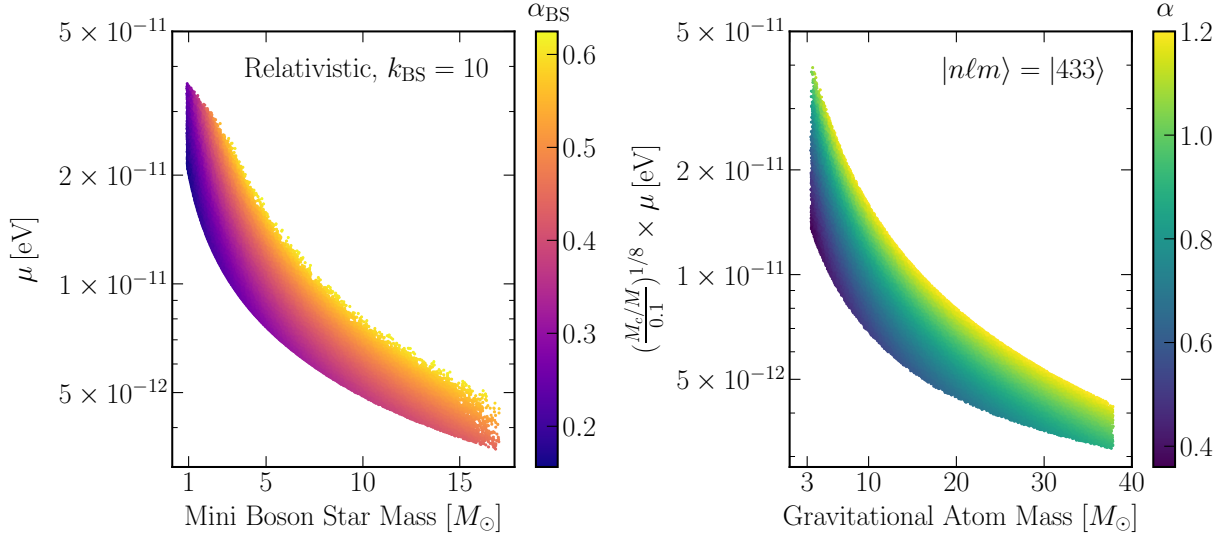 α_BS
5 × 10⁻¹¹
2 × 10⁻¹¹
1 × 10⁻¹¹
5 × 10⁻¹²
μ [eV]
Relativistic, k_BS = 10
0.6
0.5
0.4
0.3
0.2
1 5 10 15
Mini Boson Star Mass [M_⊙]
α
5 × 10⁻¹¹
2 × 10⁻¹¹
1 × 10⁻¹¹
5 × 10⁻¹²
(M_c/M / 0.1)^{1/8} × μ [eV]
|nℓm⟩ = |433⟩
1.2
1.0
0.8
0.6
0.4
3 10 20 30 40
Gravitational Atom Mass [M_⊙]